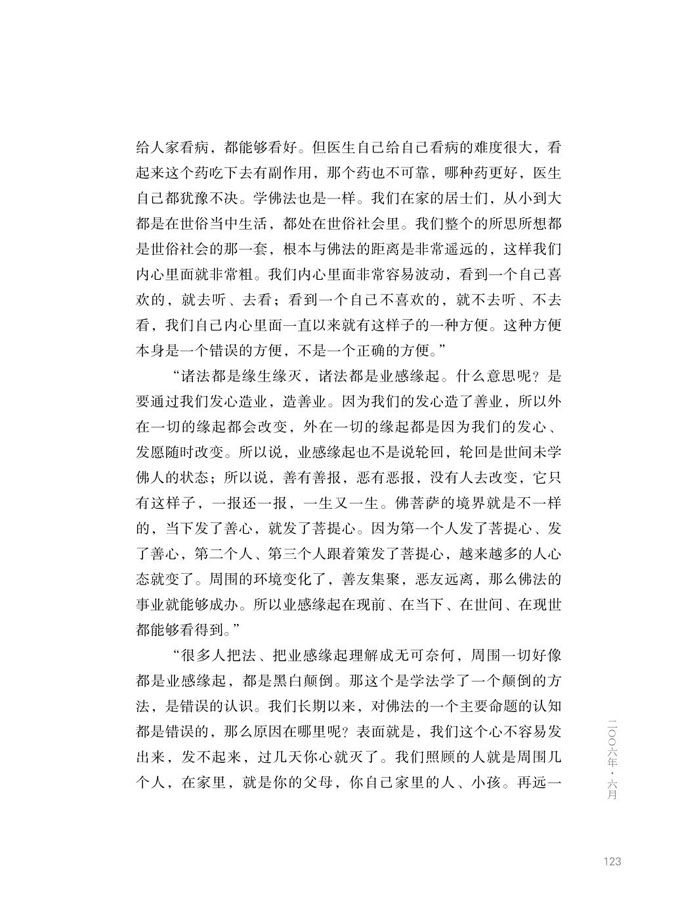 给人家看病，都能够看好。但医生自己给自己看病的难度很大，看
起来这个药吃下去有副作用，那个药也不可靠，哪种药更好，医生
自己都犹豫不决。学佛法也是一样。我们在家的居士们，从小到大
都是在世俗当中生活，都处在世俗社会里。我们整个的所思所想都
是世俗社会的那一套，根本与佛法的距离是非常遥远的，这样我们
内心里面就非常粗。我们内心里面非常容易波动，看到一个自己喜
欢的，就去听、去看；看到一个自己不喜欢的，就不去听、不去
看，我们自己内心里面一直以来就有这样子的一种方便。这种方便
本身是一个错误的方便，不是一个正确的方便。”
“诸法都是缘生缘灭，诸法都是业感缘起。什么意思呢？是
要通过我们发心造业，造善业。因为我们的发心造了善业，所以外
在一切的缘起都会改变，外在一切的缘起都是因为我们的发心、
发愿随时改变。所以说，业感缘起也不是说轮回，轮回是世间未学
佛人的状态；所以说，善有善报，恶有恶报，没有人去改变，它只
有这样子，一报还一报，一生又一生。佛菩萨的境界就是不一样
的，当下发了善心，就发了菩提心。因为第一个人发了菩提心、发
了善心，第二个人、第三个人跟着策发了菩提心，越来越多的人心
态就变了。周围的环境变化了，善友集聚，恶友远离，那么佛法的
事业就能够成办。所以业感缘起在现前、在当下、在世间、在现世
都能够看得到。”
“很多人把法、把业感缘起理解成无可奈何，周围一切好像
都是业感缘起，都是黑白颠倒。那这个是学法学了一个颠倒的方
法，是错误的认识。我们长期以来，对佛法的一个主要命题的认知
都是错误的，那么原因在哪里呢？表面就是，我们这个心不容易发
出来，发不起来，过几天你心就灭了。我们照顾的人就是周围几
个人，在家里，就是你的父母，你自己家里的人、小孩。再远一
二〇〇六年·六月
123